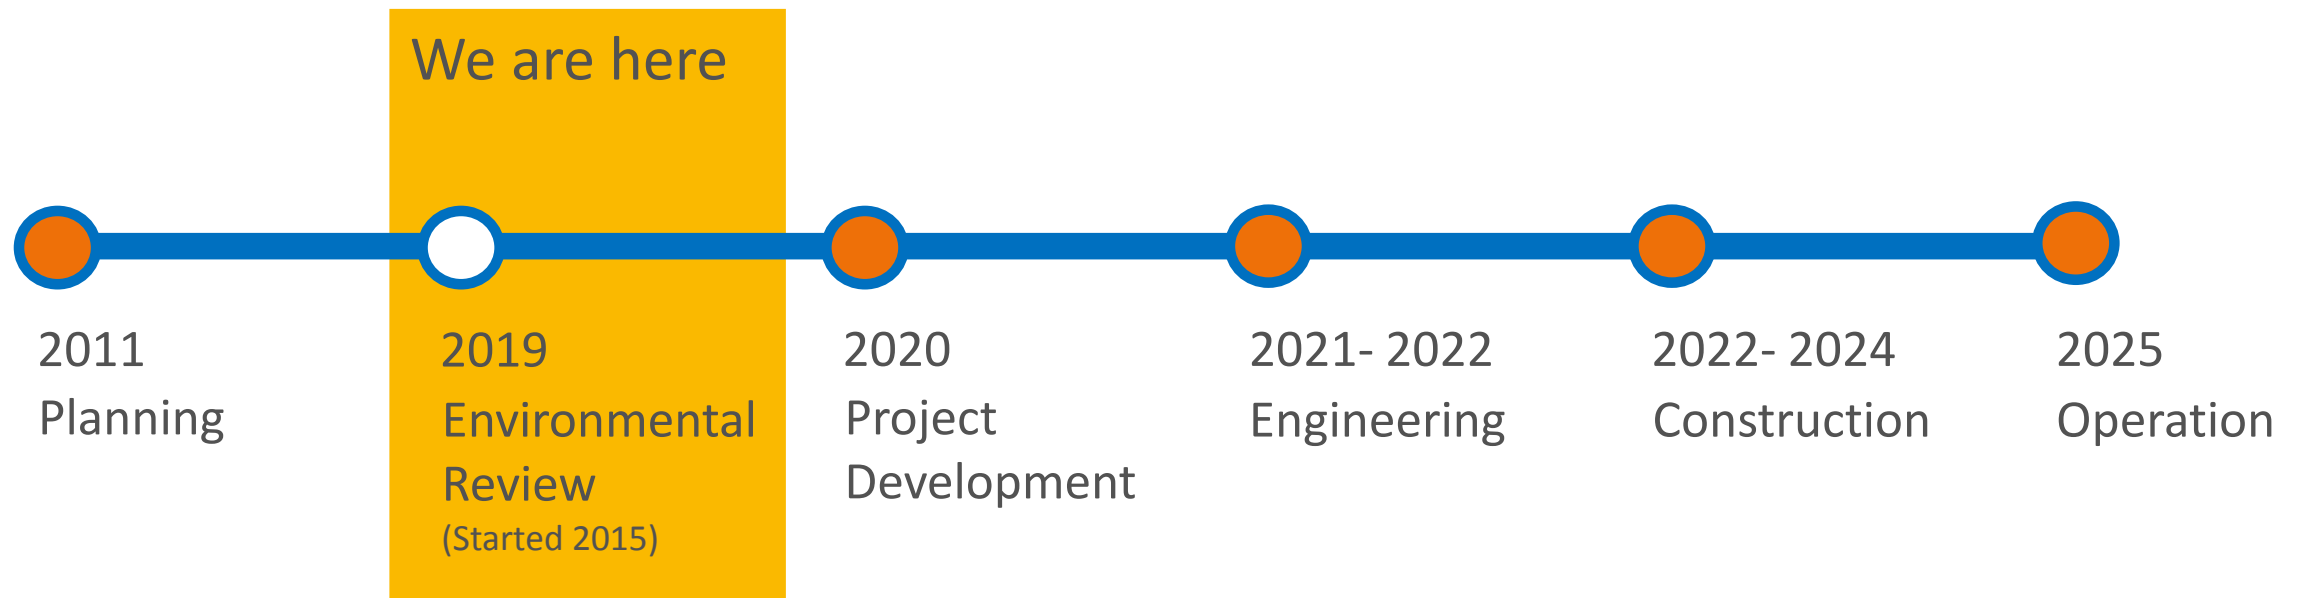 We are here
2011
Planning
2019
Environmental
Review
(Started 2015)
2020
Project
Development
2021- 2022
Engineering
2022- 2024
Construction
2025
Operation